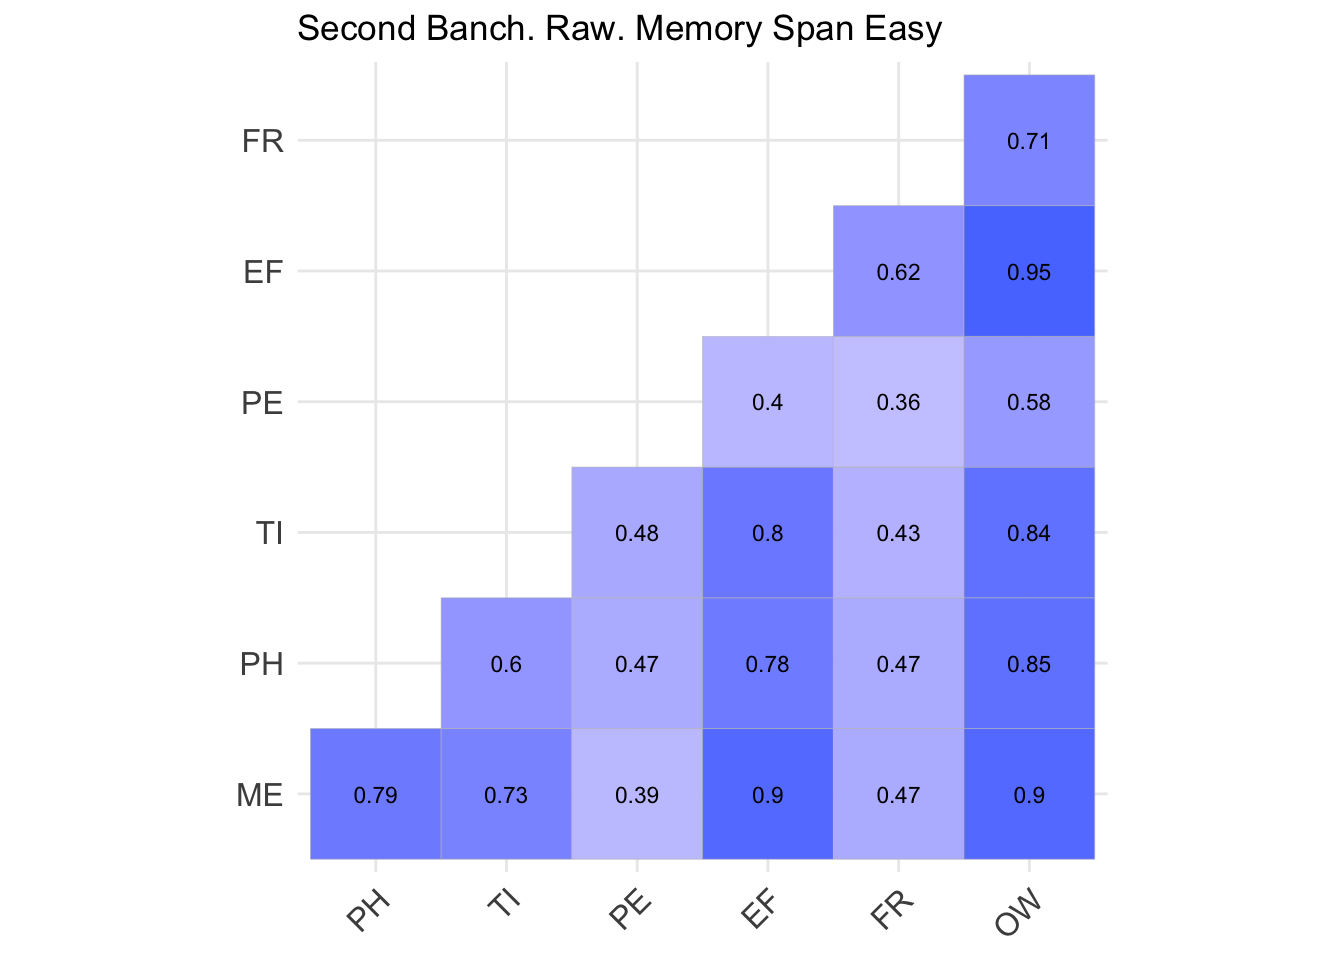 Second Banch. Raw. Memory Span Easy
FR 0.71
EF 0.62 0.95
PE 0.4 0.36 0.58
TI 0.48 0.8 0.43 0.84
PH 0.6 0.47 0.78 0.47 0.85
ME 0.79 0.73 0.39 0.9 0.47 0.9
PH TI PE EF FR OW